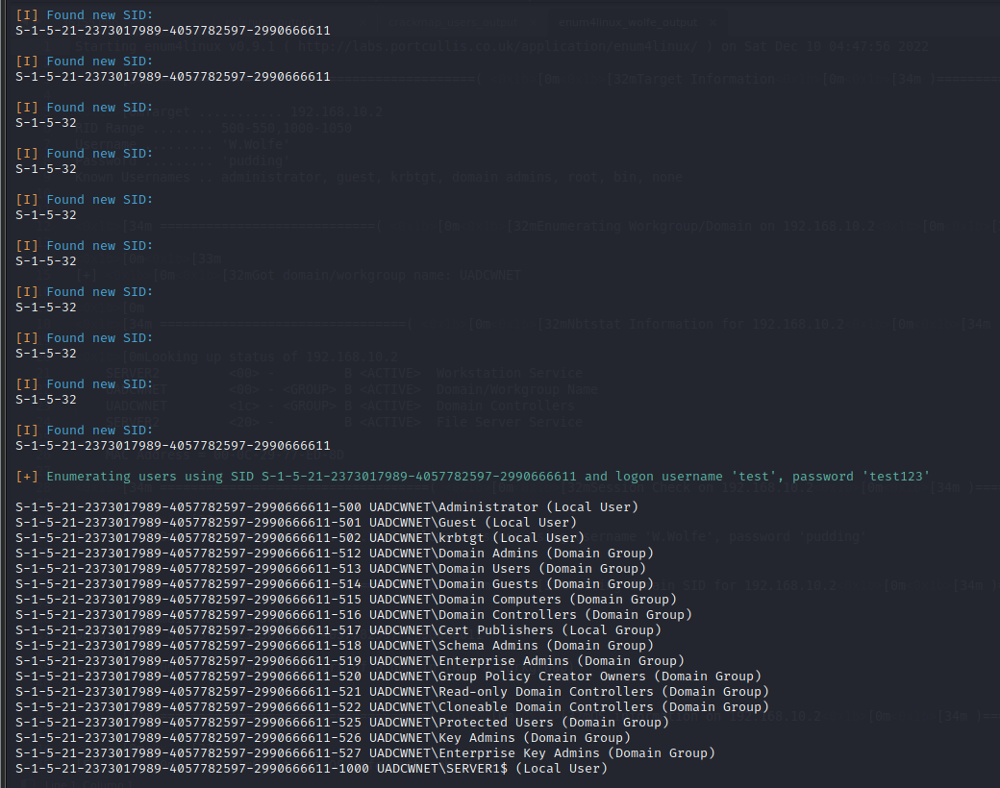 [I] Found new SID:
S-1-5-21-2373017989-4057782597-2990666611
[I] Found new SID:
S-1-5-21-2373017989-4057782597-2990666611
[I] Found new SID:
S-1-5-32
[I] Found new SID:
S-1-5-32
[I] Found new SID:
S-1-5-32
[I] Found new SID:
S-1-5-32
[I] Found new SID:
S-1-5-32
[I] Found new SID:
S-1-5-32
[I] Found new SID:
S-1-5-32
[I] Found new SID:
S-1-5-21-2373017989-4057782597-2990666611
[+] Enumerating users using SID S-1-5-21-2373017989-4057782597-2990666611 and logon username 'test', password 'test123'
S-1-5-21-2373017989-4057782597-2990666611-500 UADCWNET\Administrator (Local User)
S-1-5-21-2373017989-4057782597-2990666611-501 UADCWNET\Guest (Local User)
S-1-5-21-2373017989-4057782597-2990666611-502 UADCWNET\krbtgt (Local User)
S-1-5-21-2373017989-4057782597-2990666611-512 UADCWNET\Domain Admins (Domain Group)
S-1-5-21-2373017989-4057782597-2990666611-513 UADCWNET\Domain Users (Domain Group)
S-1-5-21-2373017989-4057782597-2990666611-514 UADCWNET\Domain Guests (Domain Group)
S-1-5-21-2373017989-4057782597-2990666611-515 UADCWNET\Domain Computers (Domain Group)
S-1-5-21-2373017989-4057782597-2990666611-516 UADCWNET\Domain Controllers (Domain Group)
S-1-5-21-2373017989-4057782597-2990666611-517 UADCWNET\Cert Publishers (Local Group)
S-1-5-21-2373017989-4057782597-2990666611-518 UADCWNET\Schema Admins (Domain Group)
S-1-5-21-2373017989-4057782597-2990666611-519 UADCWNET\Enterprise Admins (Domain Group)
S-1-5-21-2373017989-4057782597-2990666611-520 UADCWNET\Group Policy Creator Owners (Domain Group)
S-1-5-21-2373017989-4057782597-2990666611-521 UADCWNET\Read-only Domain Controllers (Domain Group)
S-1-5-21-2373017989-4057782597-2990666611-522 UADCWNET\Cloneable Domain Controllers (Domain Group)
S-1-5-21-2373017989-4057782597-2990666611-525 UADCWNET\Protected Users (Domain Group)
S-1-5-21-2373017989-4057782597-2990666611-526 UADCWNET\Key Admins (Domain Group)
S-1-5-21-2373017989-4057782597-2990666611-527 UADCWNET\Enterprise Key Admins (Domain Group)
S-1-5-21-2373017989-4057782597-2990666611-1000 UADCWNET\SERVER1$ (Local User)